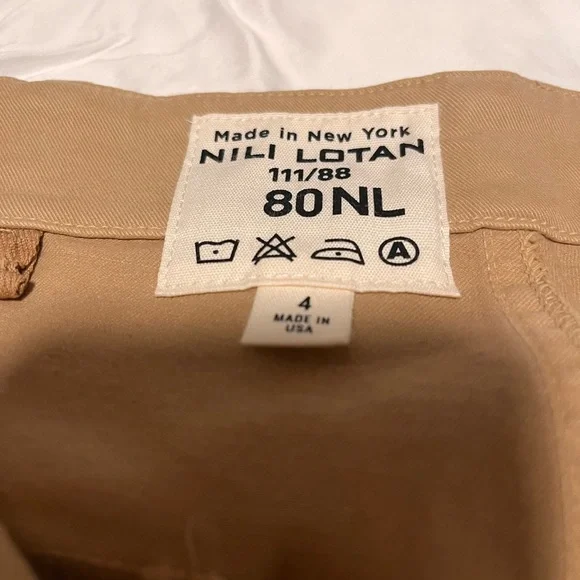 Made in New York
NILI LOTAN
111/88
80NL
A
4
MADE IN
USA